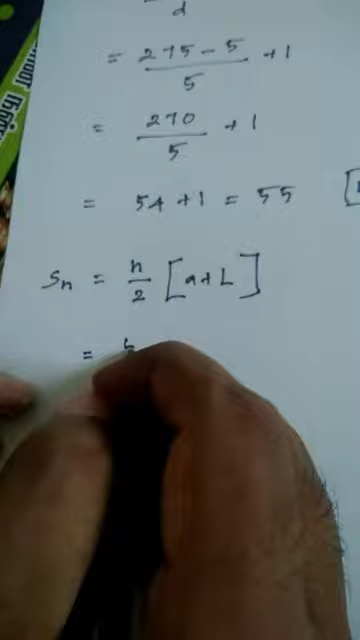 d
= 275 - 5 / 5 + 1
= 270 / 5 + 1
= 54 + 1 = 55
Sn = n/2 [a+L]
=